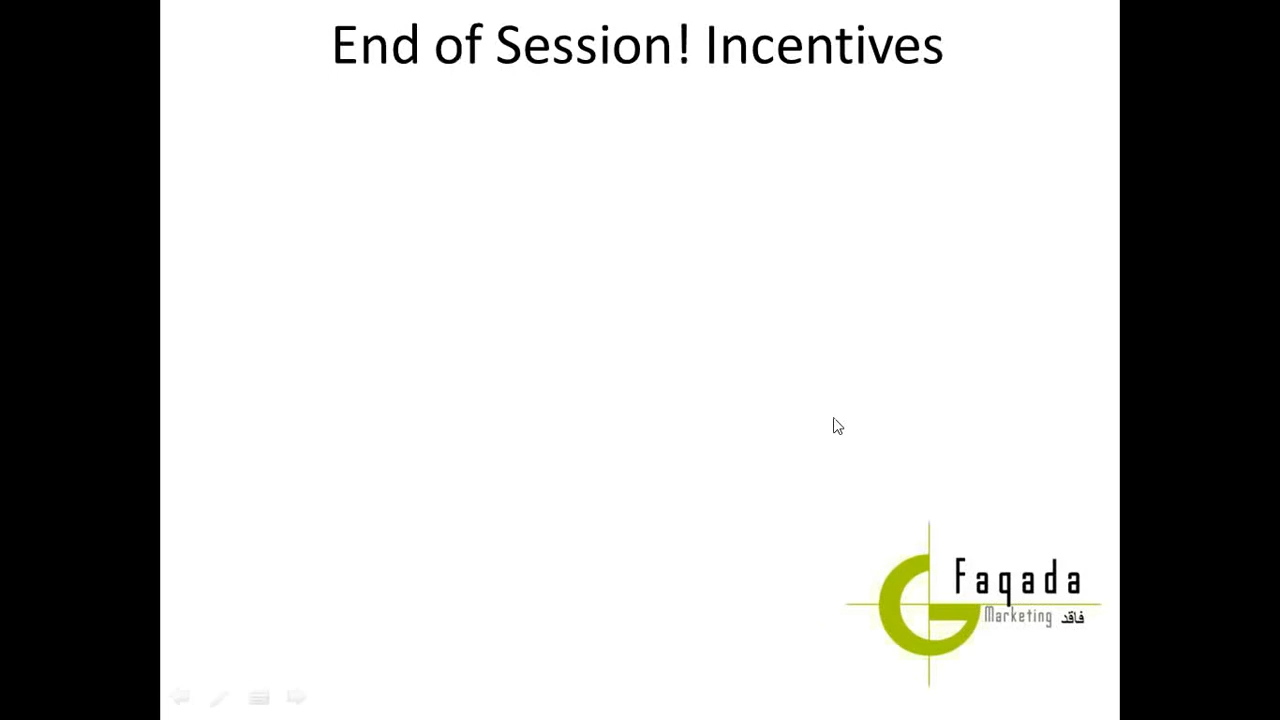 End of Session! Incentives
Faqada
Marketing فاقد